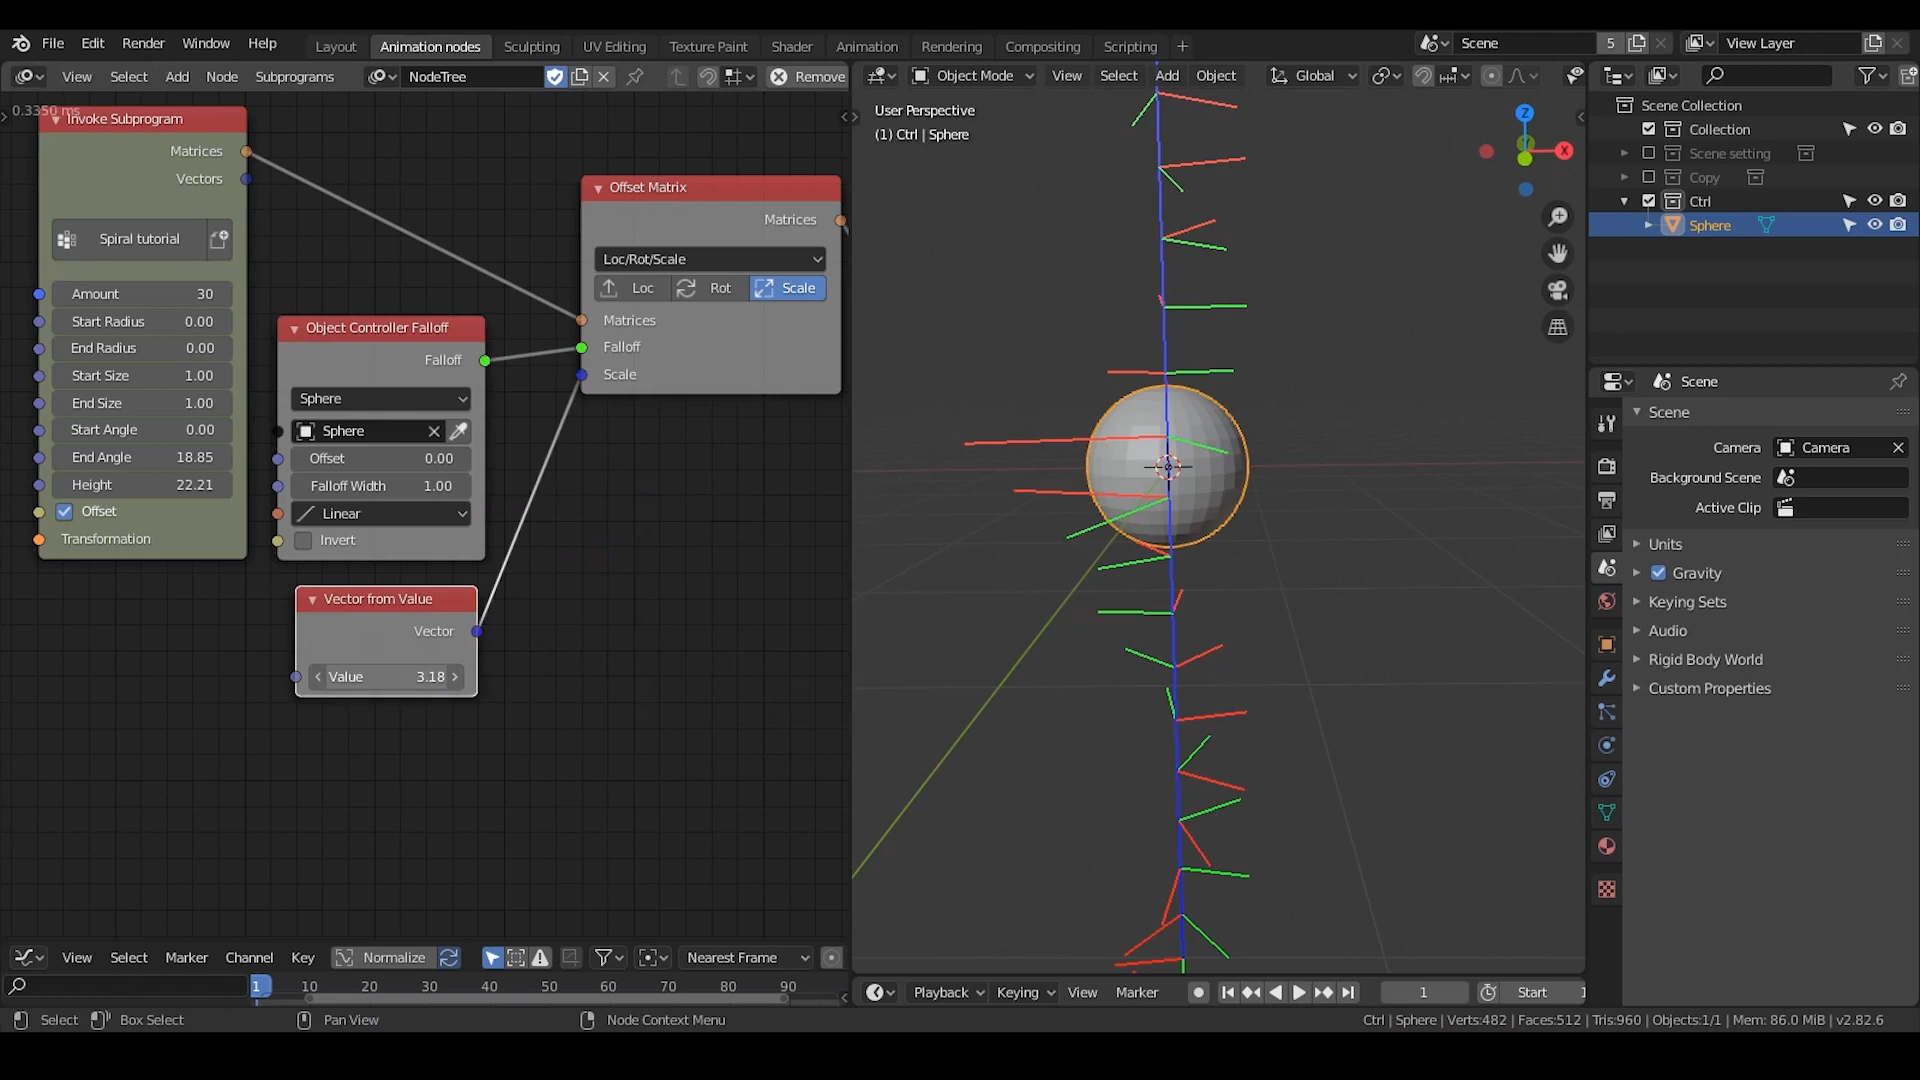 File Edit Render Window Help Layout Animation nodes Sculpting UV Editing Texture Paint Shader Animation Rendering Compositing Scripting + Scene 5 View Layer
View Select Add Node Subprograms NodeTree Remove
Object Mode View Select Add Object Global
0.3350 ms
Invoke Subprogram
Matrices
Vectors
Spiral tutorial
Amount 30
Start Radius 0.00
End Radius 0.00
Start Size 1.00
End Size 1.00
Start Angle 0.00
End Angle 18.85
Height 22.21
Offset
Transformation
Object Controller Falloff
Falloff
Sphere
Sphere
Offset 0.00
Falloff Width 1.00
Linear
Invert
Vector from Value
Vector
Value 3.18
Offset Matrix
Matrices
Loc/Rot/Scale
Loc Rot Scale
Matrices
Falloff
Scale
User Perspective
(1) Ctrl | Sphere
Z
X
Scene Collection
Collection
Scene setting
Copy
Ctrl
Sphere
Scene
Scene
Camera Camera
Background Scene
Active Clip
Units
Gravity
Keying Sets
Audio
Rigid Body World
Custom Properties
View Select Marker Channel Key Normalize Nearest Frame
1 10 20 30 40 50 60 70 80 90
Playback Keying View Marker 1 Start 1
Select Box Select Pan View Node Context Menu
Ctrl | Sphere | Verts:482 | Faces:512 | Tris:960 | Objects:1/1 | Mem: 86.0 MiB | v2.82.6